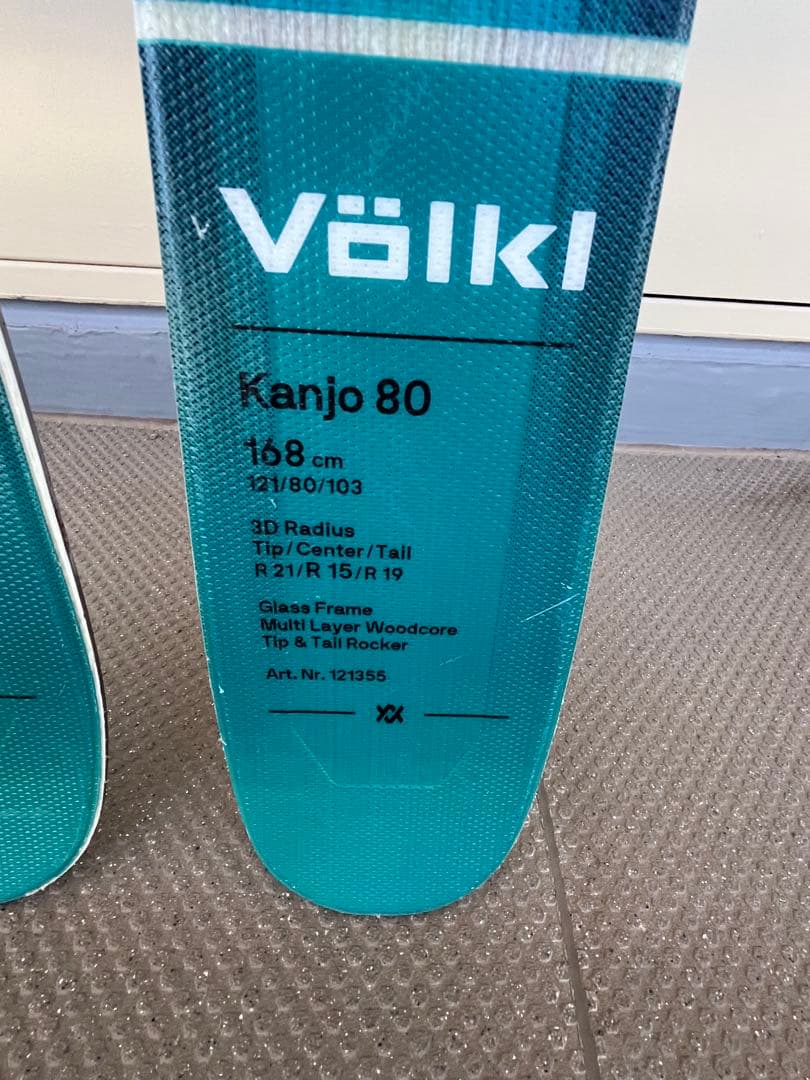 Völkl
Kanjo 80
168 cm
121/80/103
3D Radius
Tip/Center/Tail
R 21/R 15/R 19
Glass Frame
Multi Layer Woodcore
Tip & Tail Rocker
Art. Nr. 121355